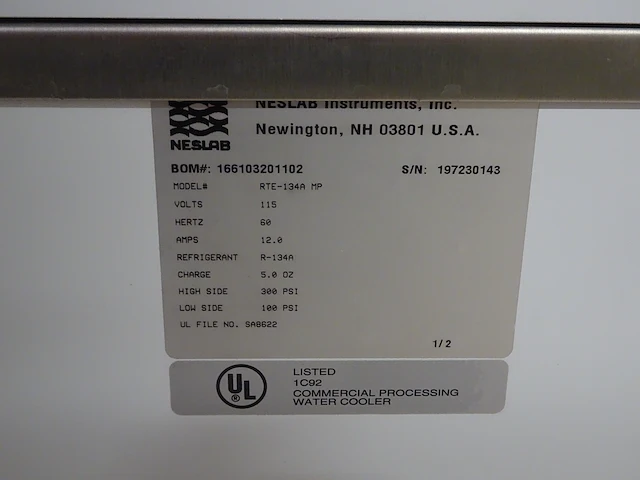 NESLAB Instruments, Inc.
Newington, NH 03801 U.S.A.
NESLAB
BOM#: 166103201102 S/N: 197230143
MODEL# RTE-134A MP
VOLTS 115
HERTZ 60
AMPS 12.0
REFRIGERANT R-134A
CHARGE 5.0 OZ
HIGH SIDE 300 PSI
LOW SIDE 100 PSI
UL FILE NO. SA8622
1/2
UL ®
LISTED
1C92
COMMERCIAL PROCESSING
WATER COOLER